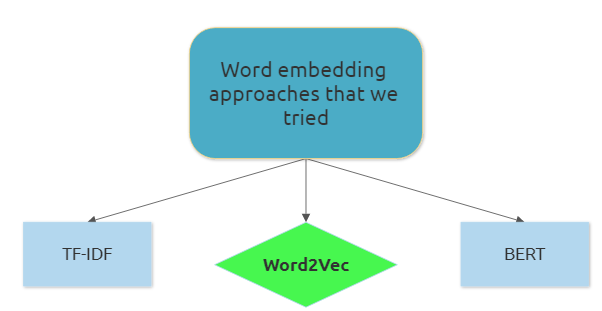 Word embedding
approaches that we
tried
TF-IDF
Word2Vec
BERT